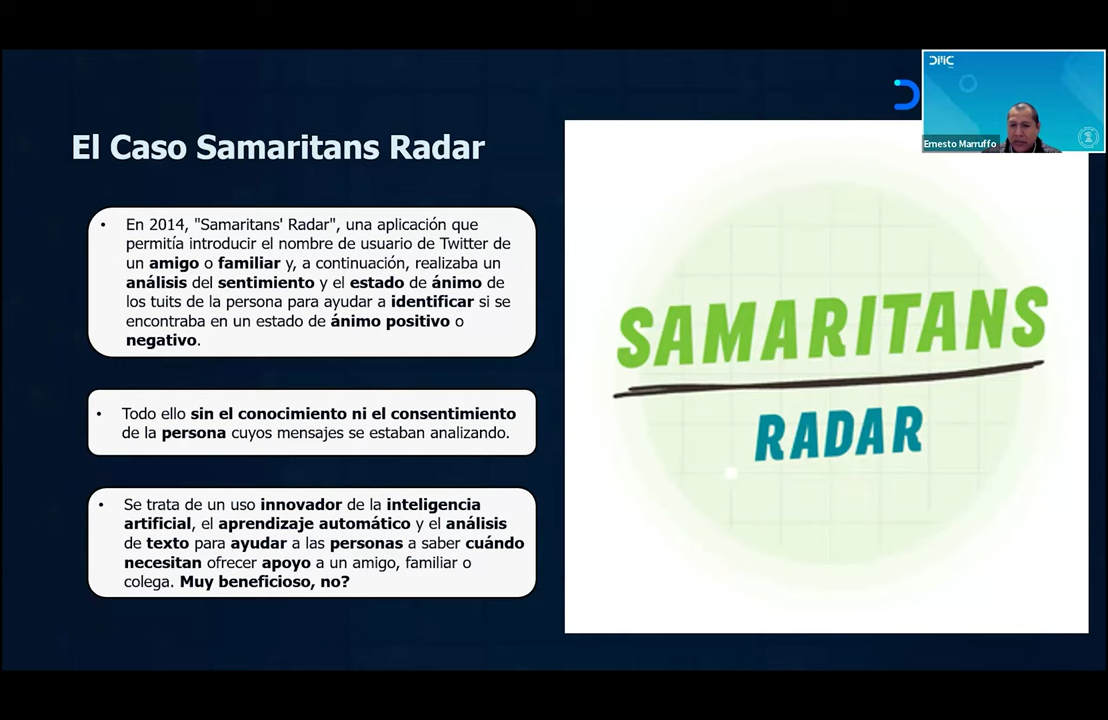 DMC
Ernesto Marruffo
El Caso Samaritans Radar
• En 2014, "Samaritans' Radar", una aplicación que
permitía introducir el nombre de usuario de Twitter de
un amigo o familiar y, a continuación, realizaba un
análisis del sentimiento y el estado de ánimo de
los tuits de la persona para ayudar a identificar si se
encontraba en un estado de ánimo positivo o
negativo.
• Todo ello sin el conocimiento ni el consentimiento
de la persona cuyos mensajes se estaban analizando.
• Se trata de un uso innovador de la inteligencia
artificial, el aprendizaje automático y el análisis
de texto para ayudar a las personas a saber cuándo
necesitan ofrecer apoyo a un amigo, familiar o
colega. Muy beneficioso, no?
SAMARITANS
RADAR